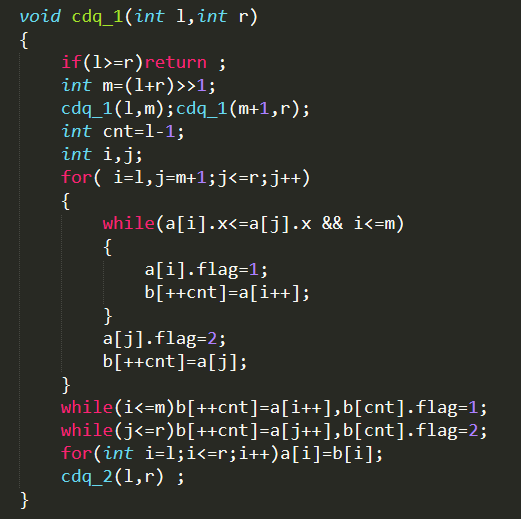 void cdq_1(int l,int r)
{
    if(l>=r)return ;
    int m=(l+r)>>1;
    cdq_1(l,m);cdq_1(m+1,r);
    int cnt=l-1;
    int i,j;
    for( i=l,j=m+1;j<=r;j++)
    {
        while(a[i].x<=a[j].x && i<=m)
        {
            a[i].flag=1;
            b[++cnt]=a[i++];
        }
        a[j].flag=2;
        b[++cnt]=a[j];
    }
    while(i<=m)b[++cnt]=a[i++],b[cnt].flag=1;
    while(j<=r)b[++cnt]=a[j++],b[cnt].flag=2;
    for(int i=l;i<=r;i++)a[i]=b[i];
    cdq_2(l,r) ;
}